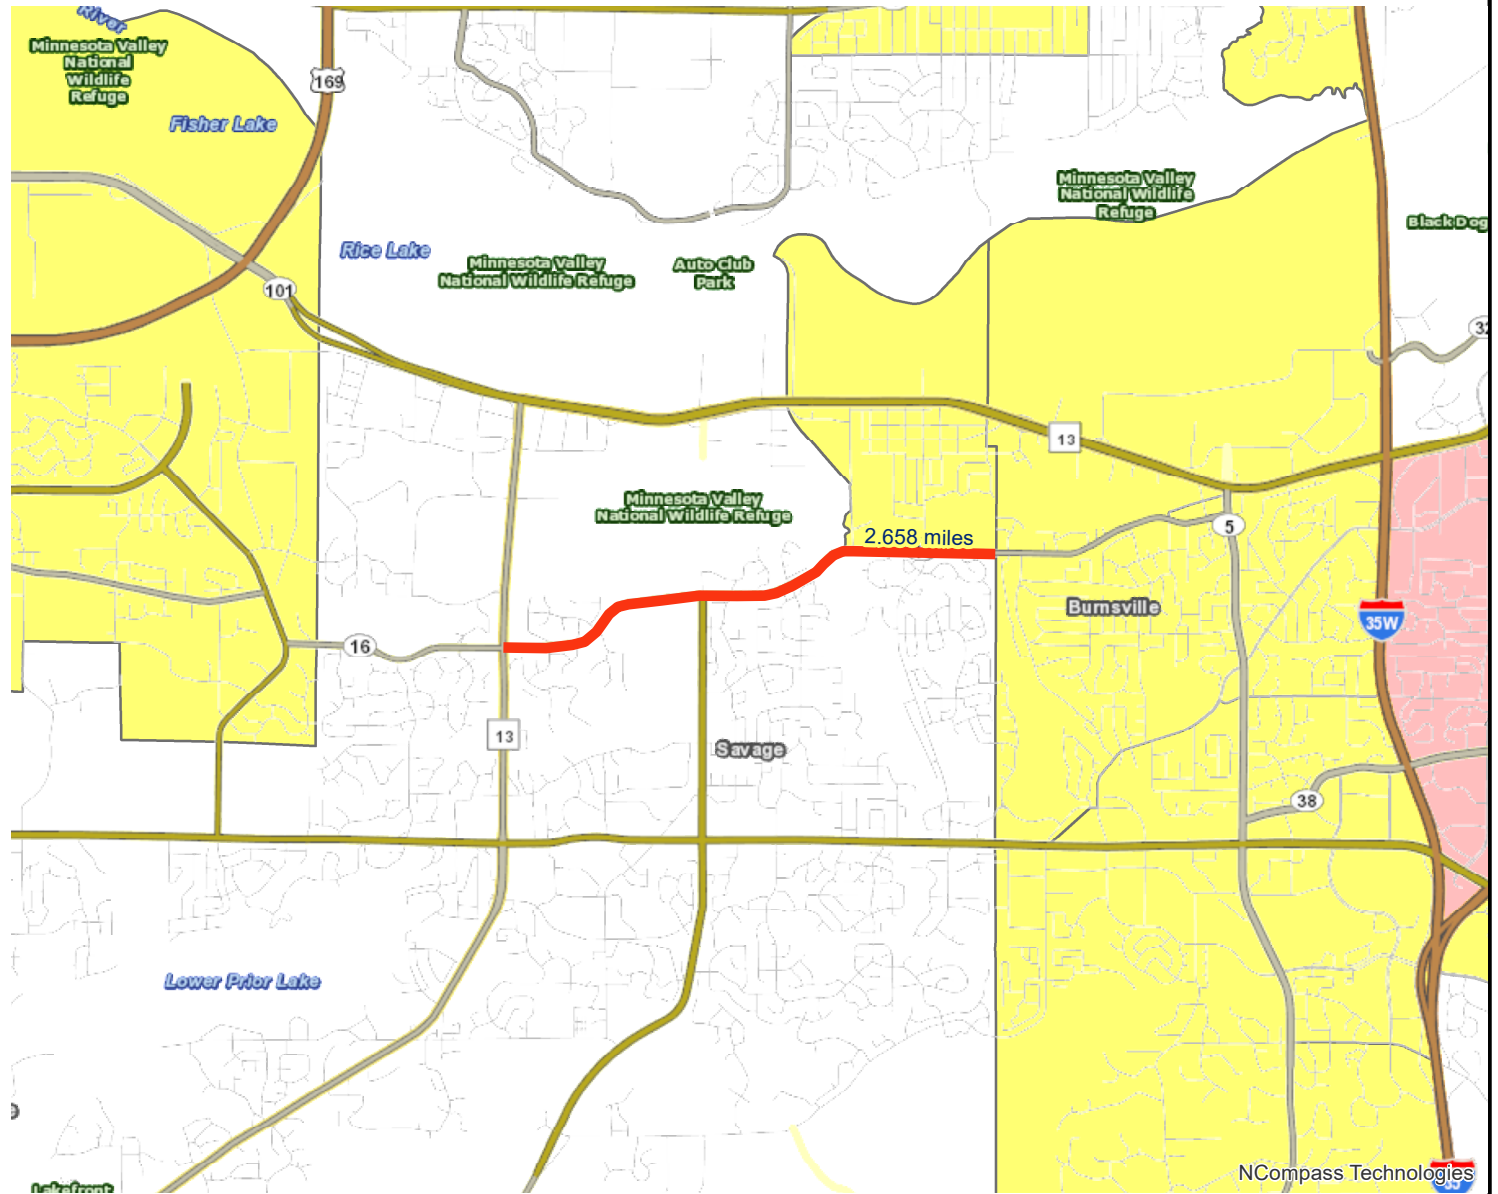 River
Minnesota Valley
National
Wildlife
Refuge
169
Fisher Lake
Minnesota Valley
National Wildlife
Refuge
Black Dog
Rice Lake
Minnesota Valley
National Wildlife Refuge
Auto Club
Park
101
32
13
Minnesota Valley
National Wildlife Refuge
5
2.658 miles
Burnsville
35W
16
13
Savage
38
Lower Prior Lake
e
NCompass Technologies
35
Lakefront